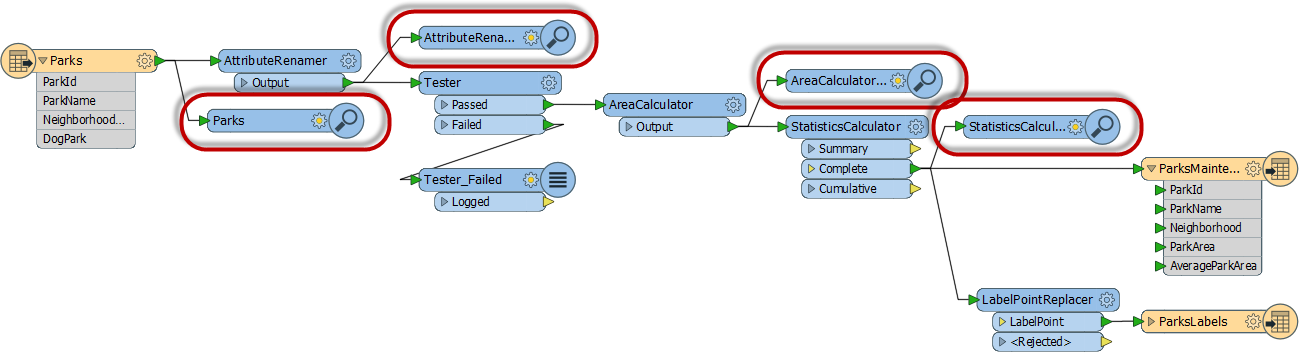 Parks
ParkId
ParkName
Neighborhood...
DogPark
AttributeRenamer
Output
Parks
AttributeRena...
Tester
Passed
Failed
Tester_Failed
Logged
AreaCalculator
Output
AreaCalculator...
StatisticsCalculator
Summary
Complete
Cumulative
StatisticsCalcul...
ParksMainte...
ParkId
ParkName
Neighborhood
ParkArea
AverageParkArea
LabelPointReplacer
LabelPoint
<Rejected>
ParksLabels